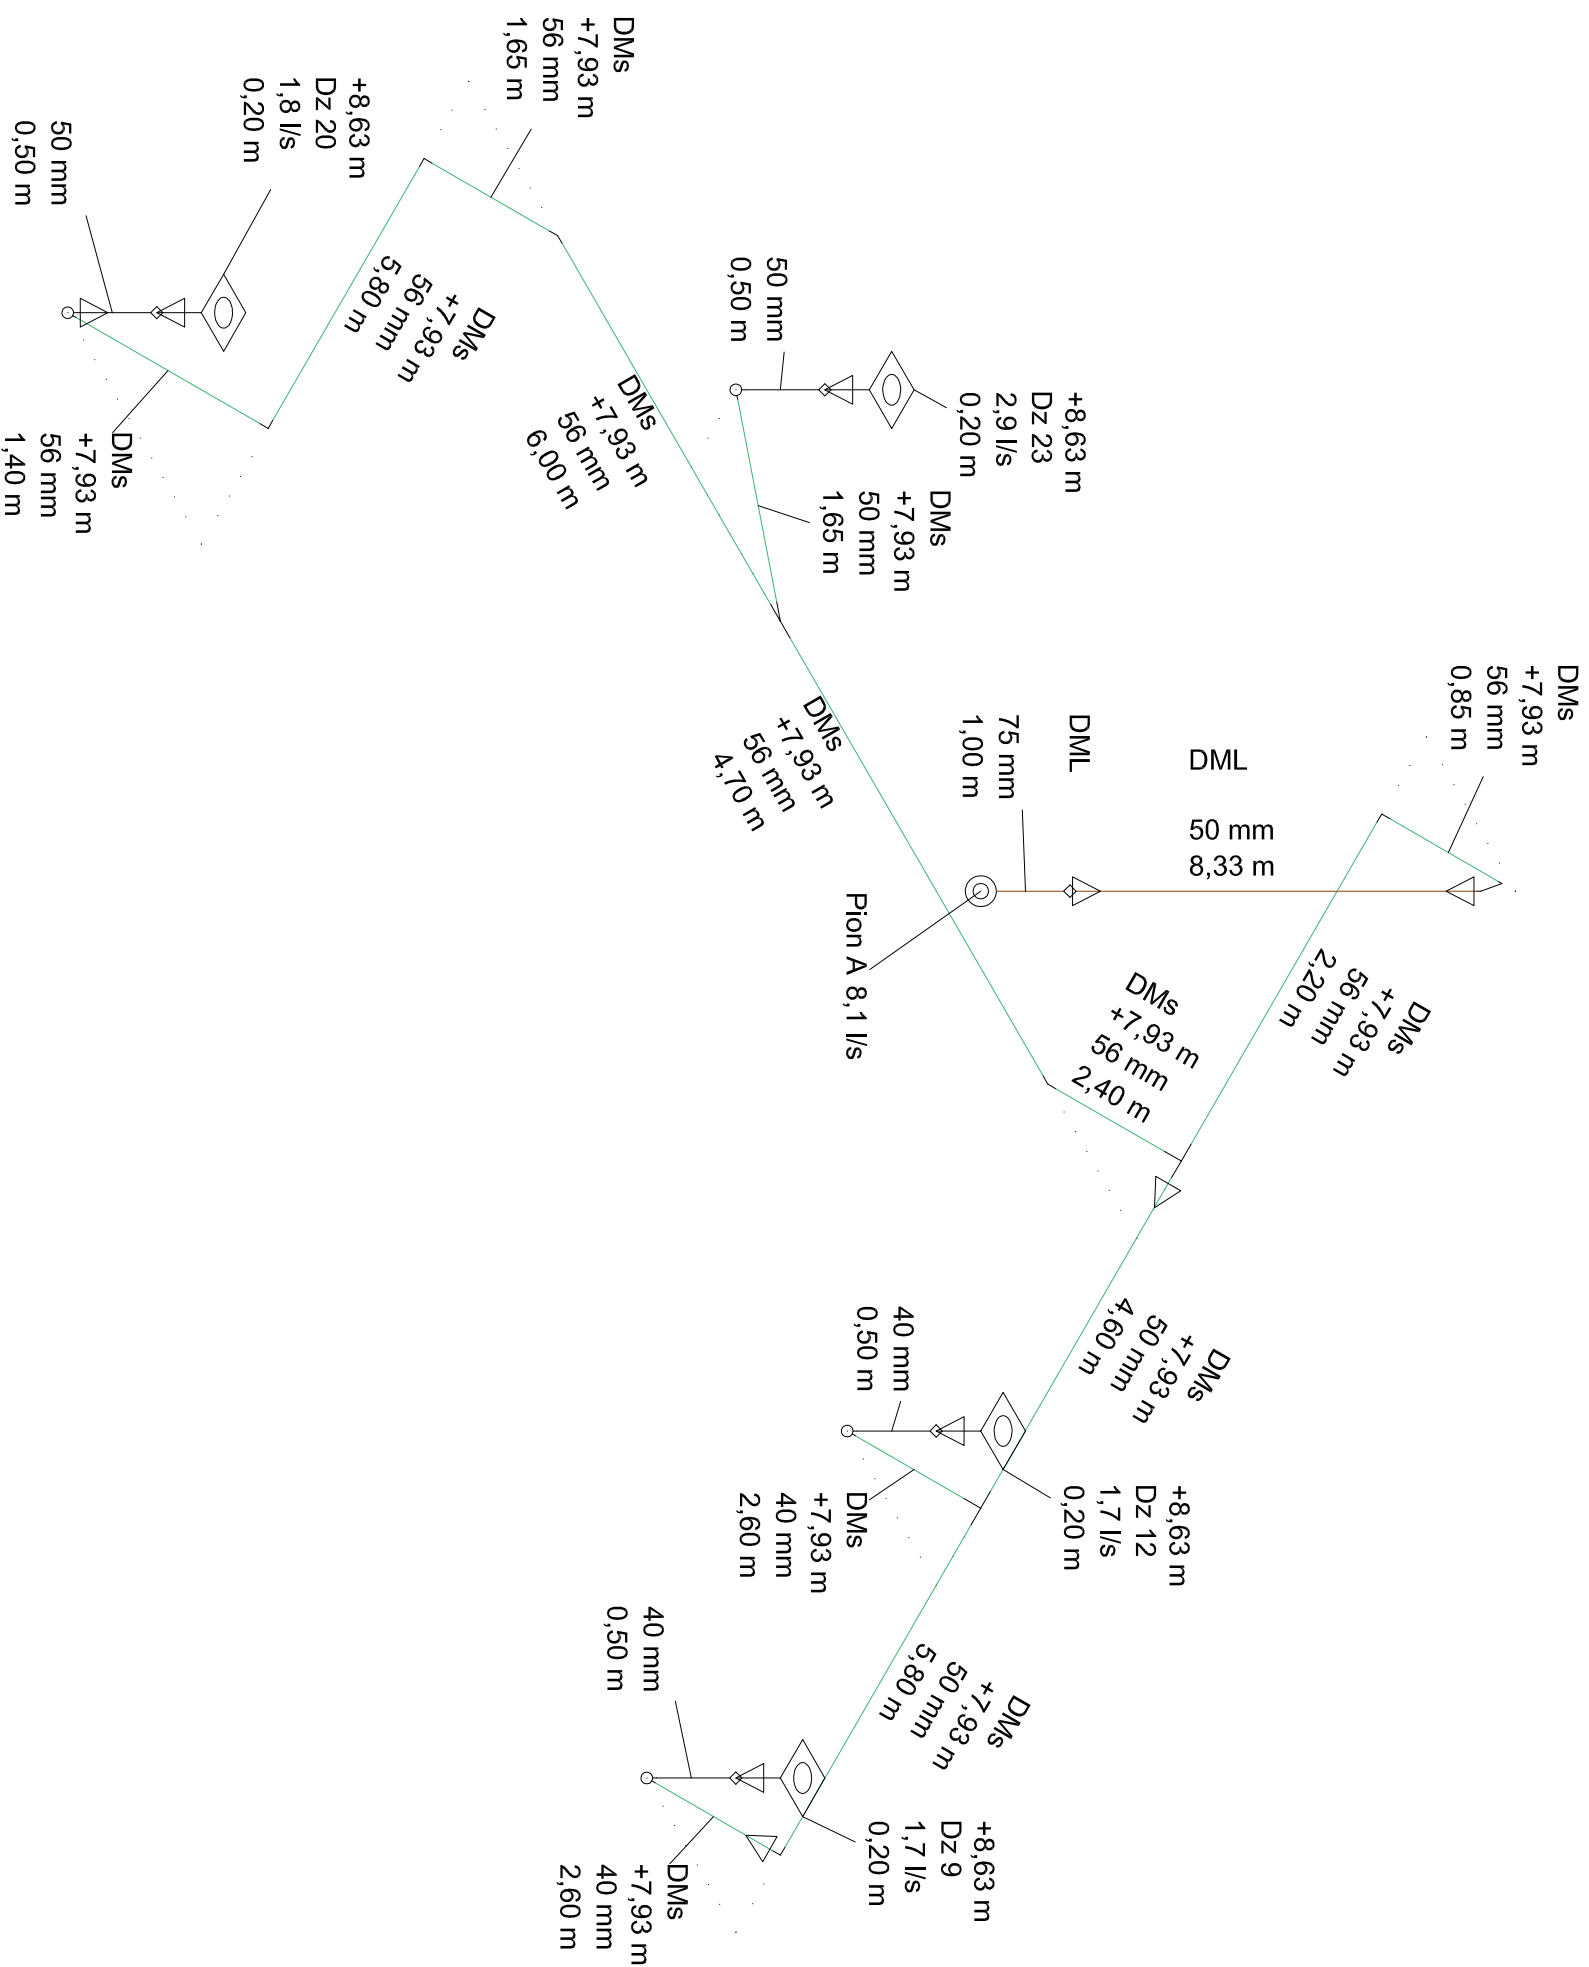 DMs
+7,93 m
56 mm
1,65 m
+8,63 m
Dz 20
1,8 l/s
0,20 m
50 mm
0,50 m
DMs
+7,93 m
56 mm
5,80 m
DMs
+7,93 m
56 mm
1,40 m
DMs
+7,93 m
56 mm
6,00 m
50 mm
0,50 m
+8,63 m
Dz 23
2,9 l/s
0,20 m
DMs
+7,93 m
50 mm
1,65 m
DMs
+7,93 m
56 mm
4,70 m
DMs
+7,93 m
56 mm
0,85 m
DML
75 mm
1,00 m
DML
50 mm
8,33 m
Pion A 8,1 l/s
DMs
+7,93 m
56 mm
2,20 m
DMs
+7,93 m
56 mm
2,40 m
DMs
+7,93 m
50 mm
4,60 m
40 mm
0,50 m
+8,63 m
Dz 12
1,7 l/s
0,20 m
DMs
+7,93 m
40 mm
2,60 m
DMs
+7,93 m
50 mm
5,80 m
40 mm
0,50 m
+8,63 m
Dz 9
1,7 l/s
0,20 m
DMs
+7,93 m
40 mm
2,60 m